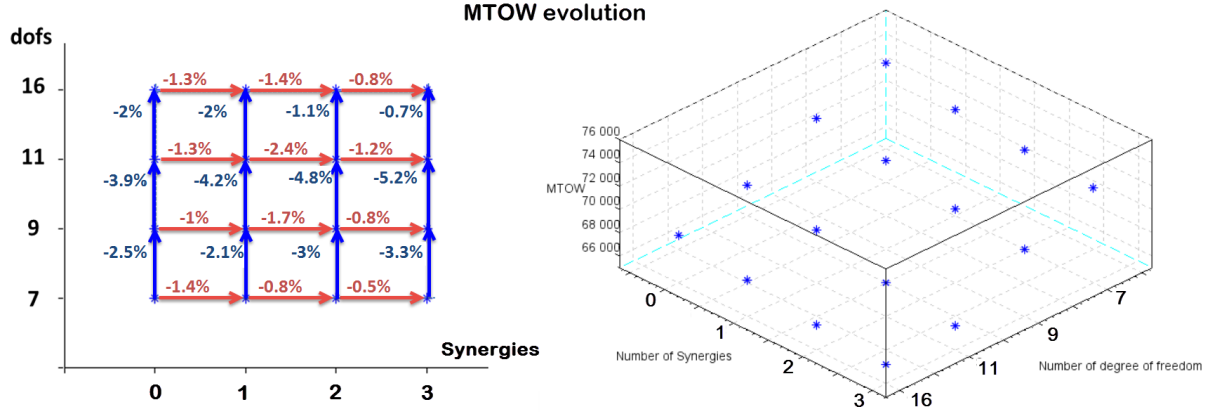 MTOW evolution
dofs
16
-1.3% -1.4% -0.8%
-2% -2% -1.1% -0.7%
11
-1.3% -2.4% -1.2%
-3.9% -4.2% -4.8% -5.2%
9
-1% -1.7% -0.8%
-2.5% -2.1% -3% -3.3%
7
-1.4% -0.8% -0.5%
Synergies
0 1 2 3
76 000
74 000
72 000
MTOW
70 000
68 000
66 000
0
1
2
3
Number of Synergies
7
9
11
16
Number of degree of freedom